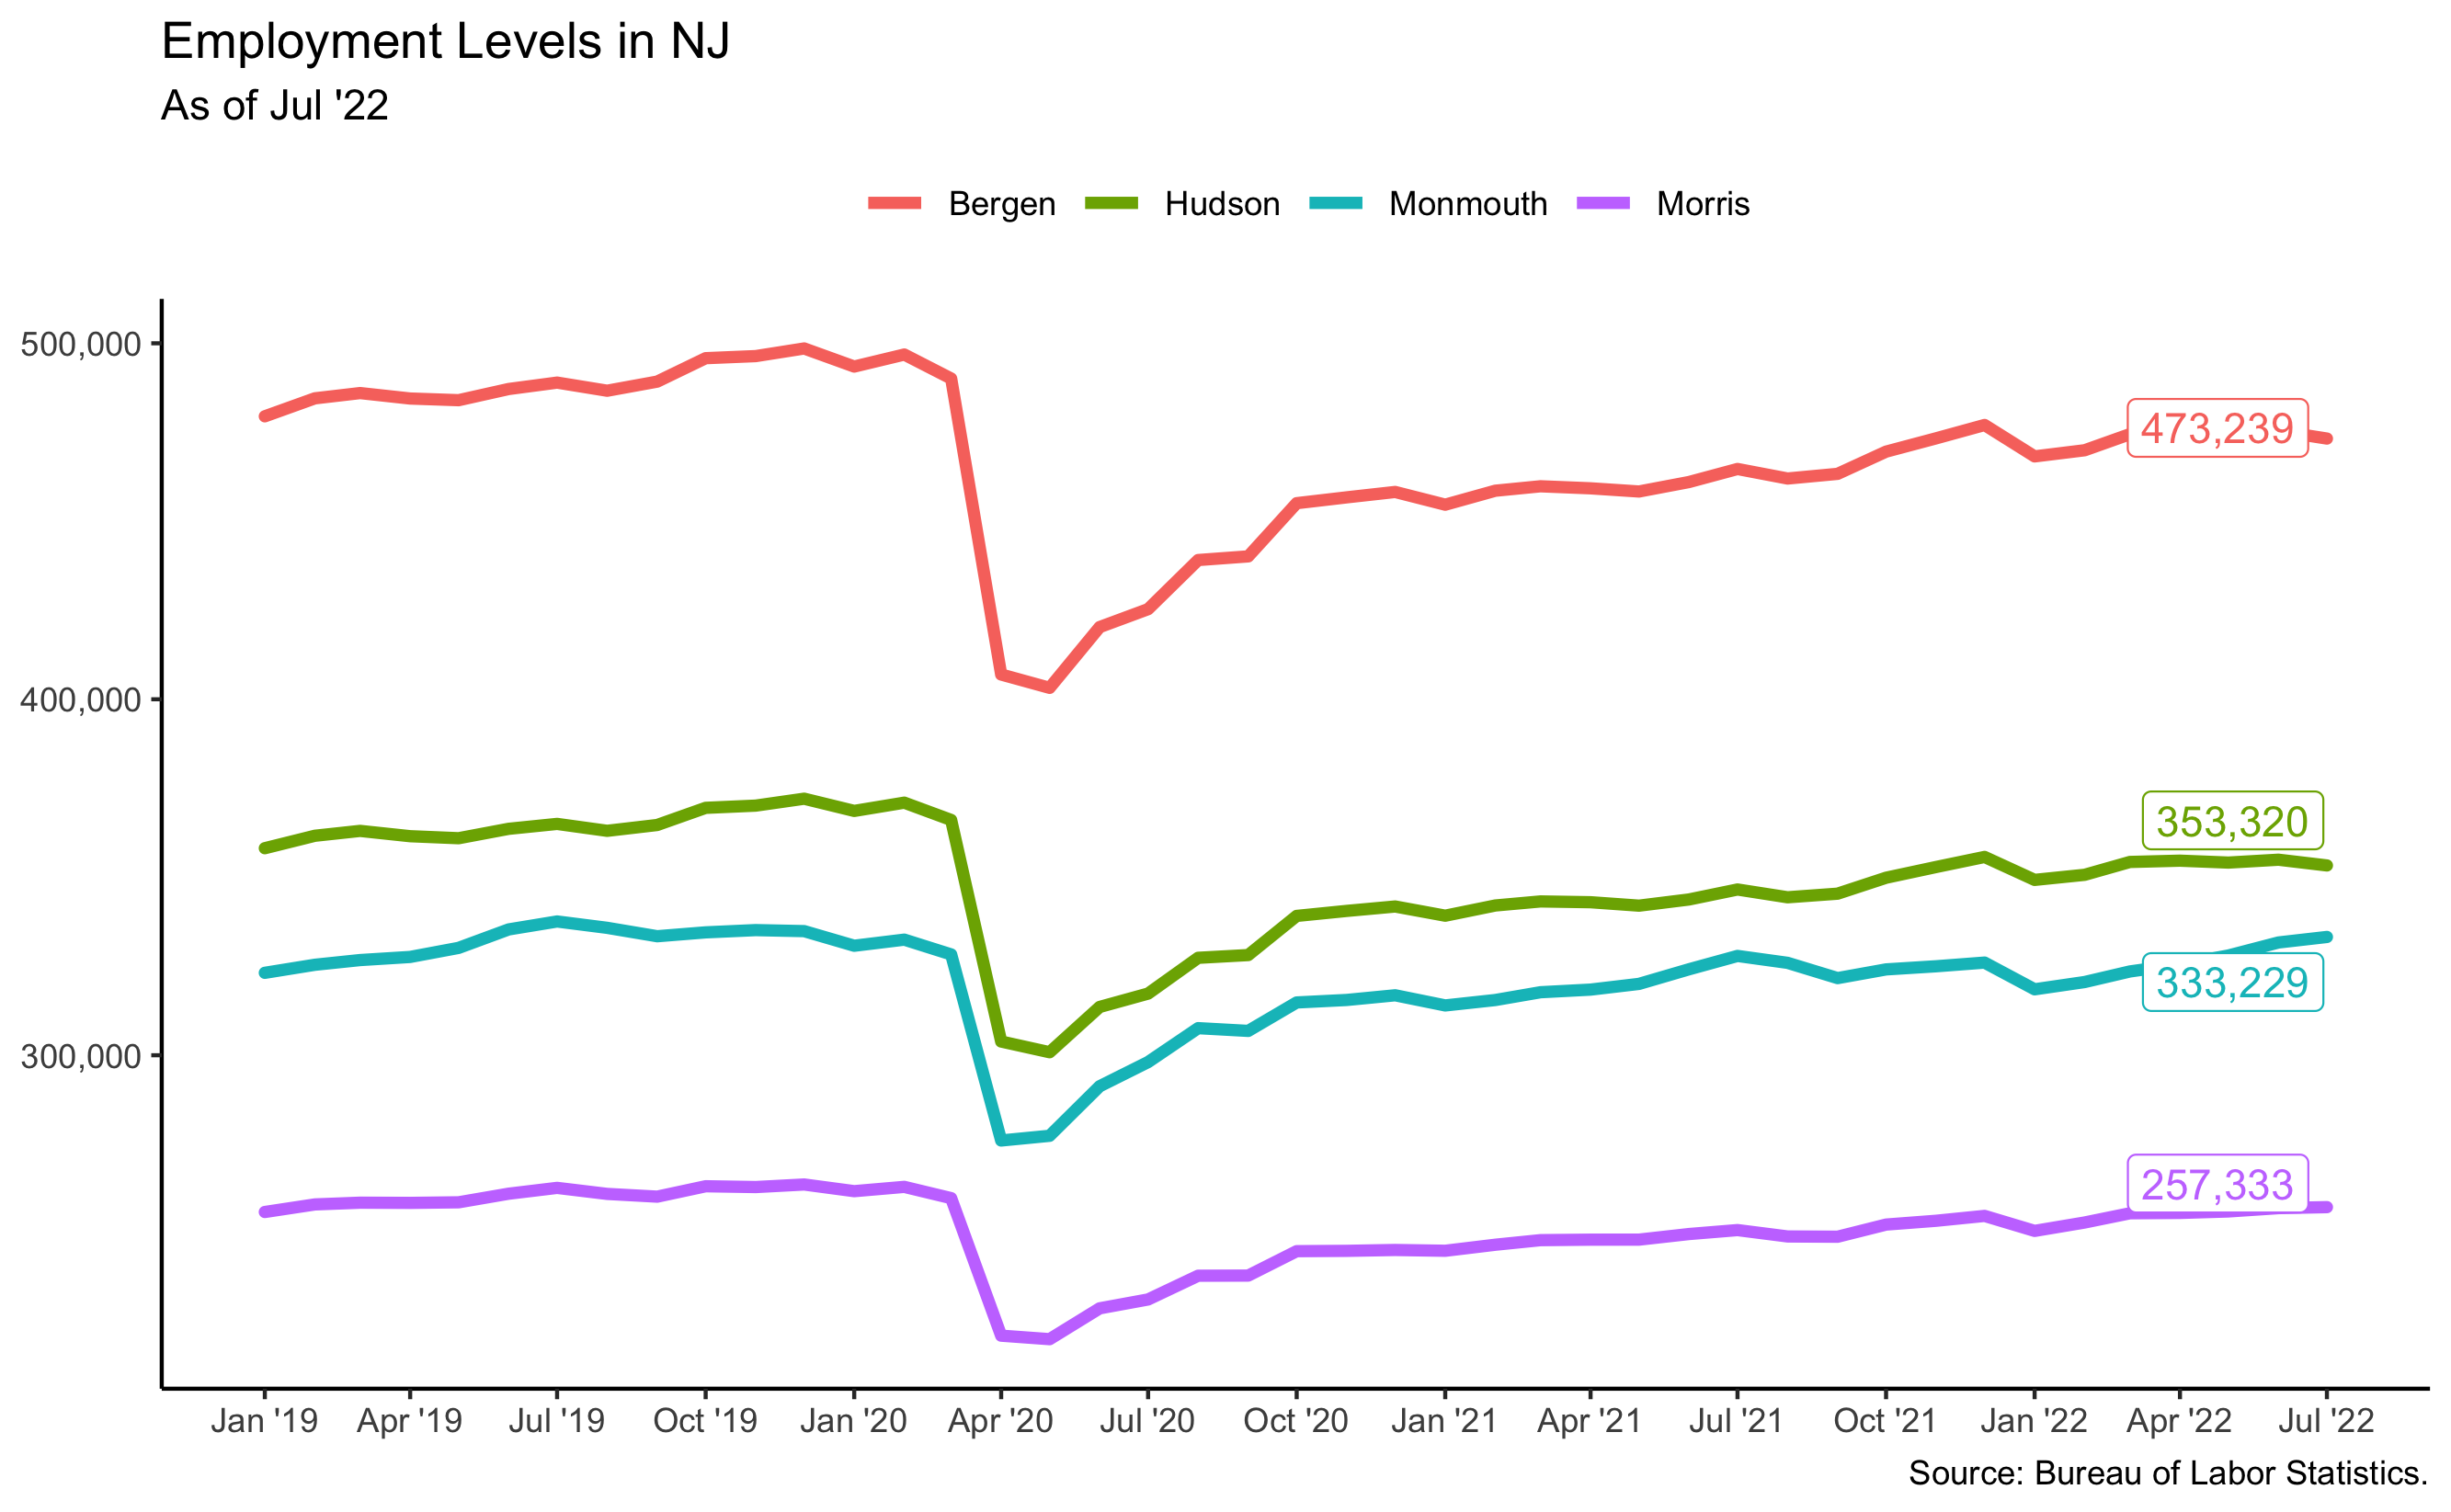 Employment Levels in NJ
As of Jul '22
Bergen Hudson Monmouth Morris
500,000
473,239
400,000
353,320
333,229
300,000
257,333
Jan '19 Apr '19 Jul '19 Oct '19 Jan '20 Apr '20 Jul '20 Oct '20 Jan '21 Apr '21 Jul '21 Oct '21 Jan '22 Apr '22 Jul '22
Source: Bureau of Labor Statistics.